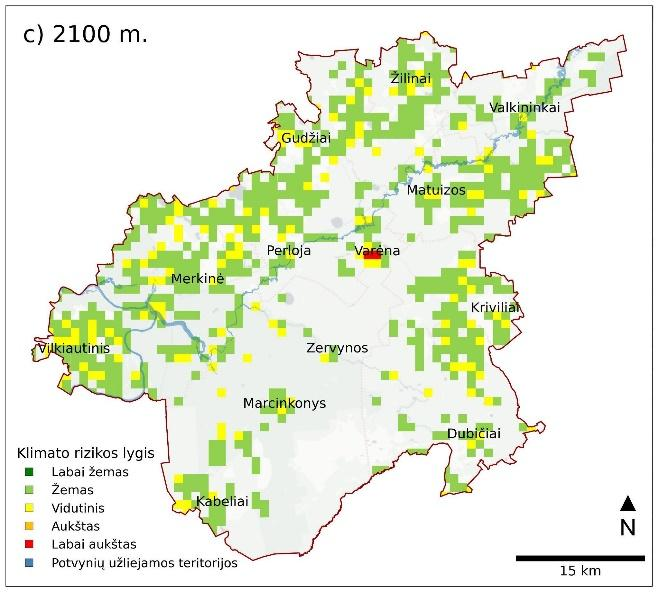 c) 2100 m.
Žilinai
Valkininkai
Gudžiai
Matuizos
Perloja
Varėna
Merkinė
Kriviliai
Vilkiautinis
Zervynos
Marcinkonys
Dubičiai
Kabeliai
Klimato rizikos lygis
Labai žemas
Žemas
Vidutinis
Aukštas
Labai aukštas
Potvynių užliejamos teritorijos
N
15 km